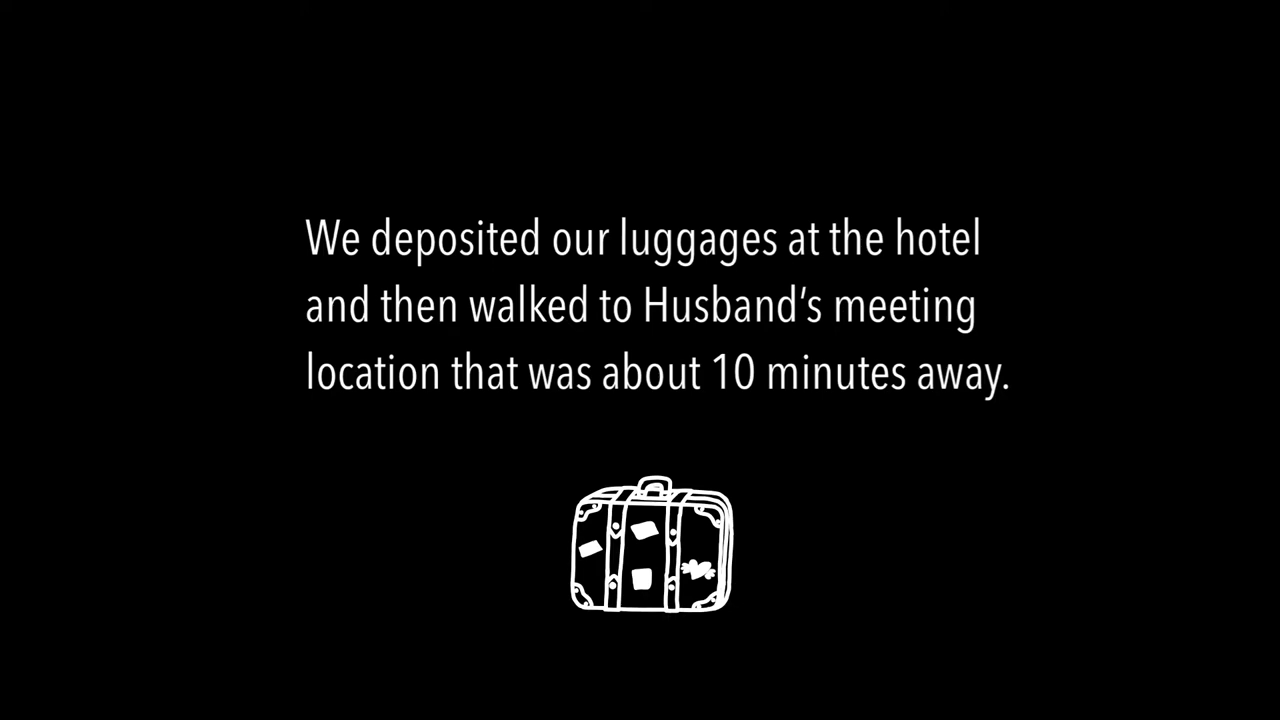 We deposited our luggages at the hotel
and then walked to Husband’s meeting
location that was about 10 minutes away.